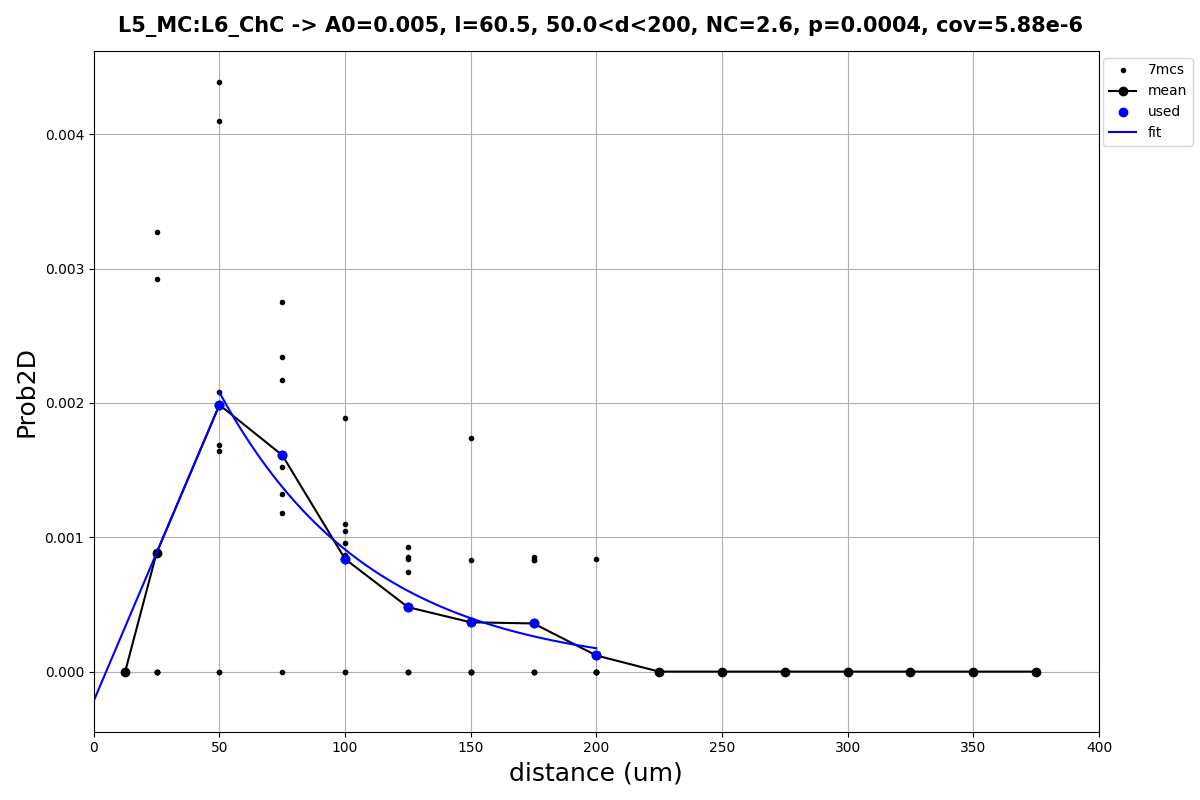 L5_MC:L6_ChC -> A0=0.005, l=60.5, 50.0<d<200, NC=2.6, p=0.0004, cov=5.88e-6
7mcs
mean
used
fit
Prob2D
0.004
0.003
0.002
0.001
0.000
0 50 100 150 200 250 300 350 400
distance (um)